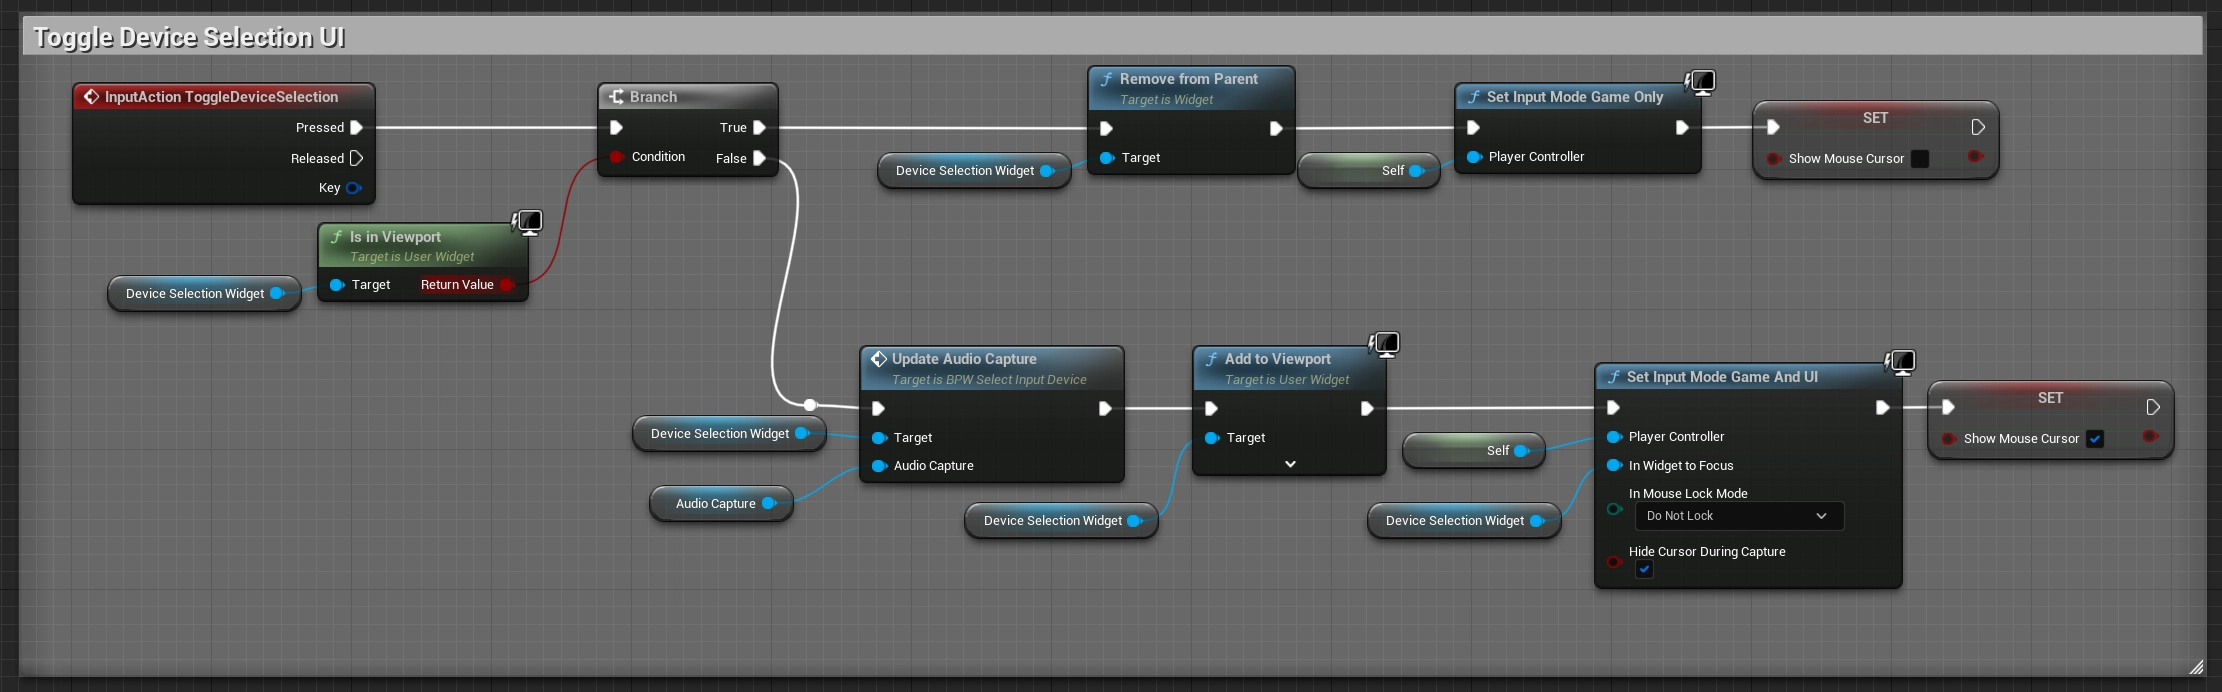 Toggle Device Selection UI
InputAction ToggleDeviceSelection
Pressed
Released
Key
Is in Viewport
Target is User Widget
Device Selection Widget
Target
Return Value
Branch
True
Condition
False
Remove from Parent
Target is Widget
Device Selection Widget
Target
Set Input Mode Game Only
Self
Player Controller
SET
Show Mouse Cursor
Update Audio Capture
Target is BPW Select Input Device
Device Selection Widget
Target
Audio Capture
Audio Capture
Add to Viewport
Target is User Widget
Target
Device Selection Widget
Set Input Mode Game And UI
Self
Player Controller
In Widget to Focus
Device Selection Widget
In Mouse Lock Mode
Do Not Lock
Hide Cursor During Capture
SET
Show Mouse Cursor